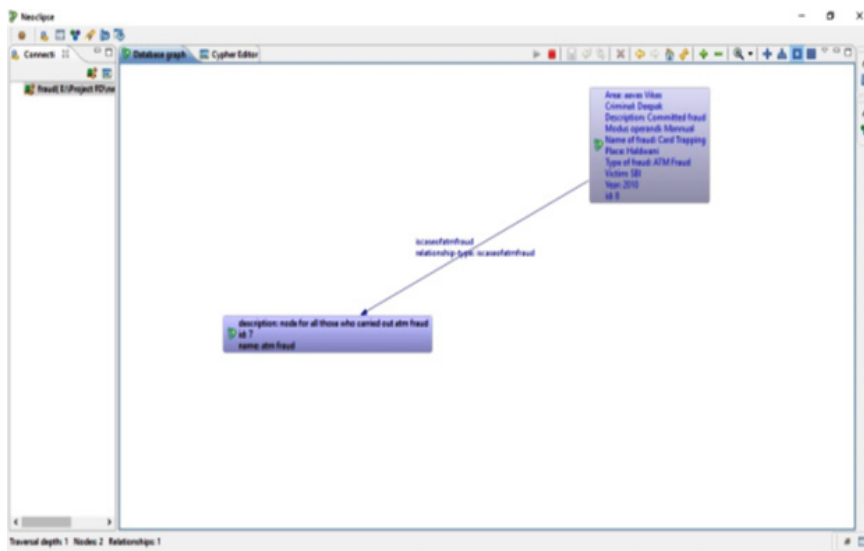 Neoclipse
Connecti
Database graph
Cypher Editor
Area: aavas Vikas
Criminal: Deepak
Description: Committed fraud
Modus operandi: Mannual
Name of fraud: Card Trapping
Place: Haldwani
Type of fraud: ATM Fraud
Victim: SBI
Year: 2010
id: 8
iscaseofatmfraud
relationship-type: iscaseofatmfraud
description: node for all those who carried out atm fraud
id: 7
name: atm fraud
Traversal depth: 1 Nodes: 2 Relationships: 1